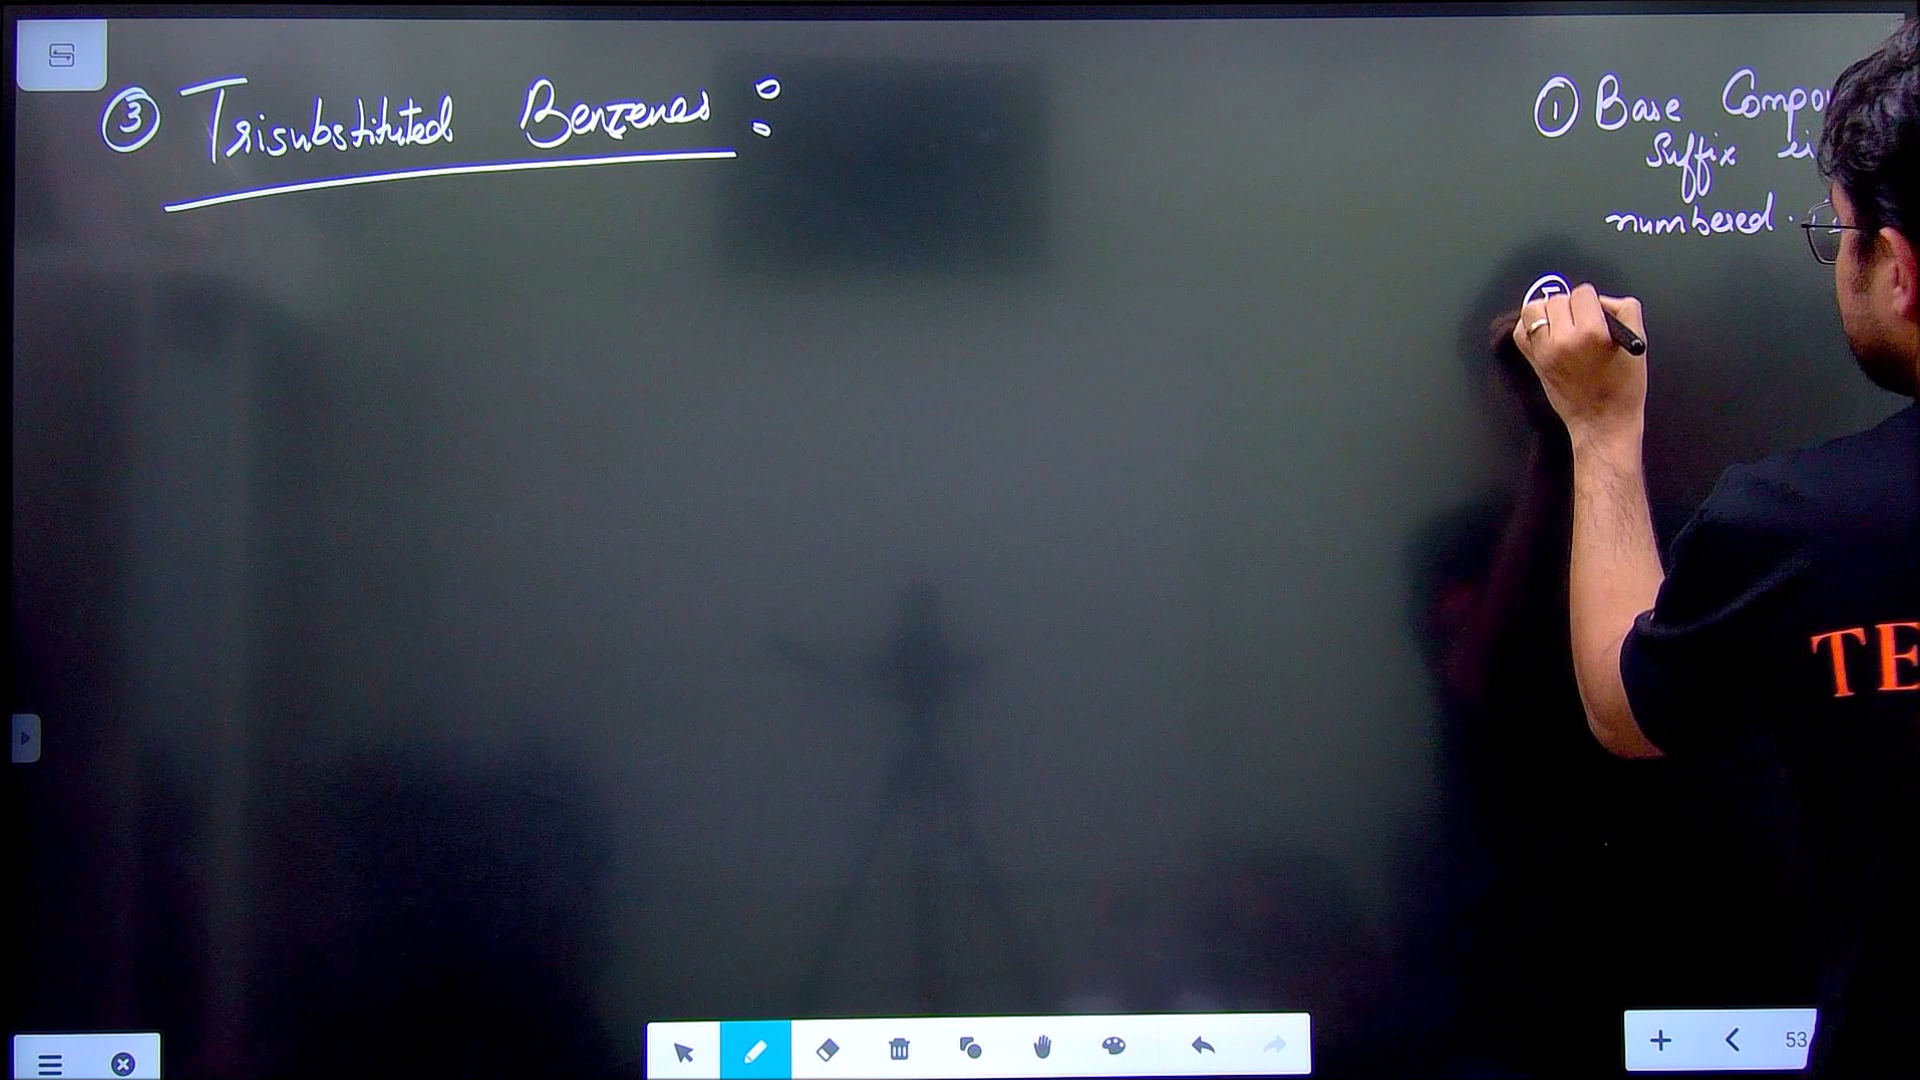 ③ Trisubstituted Benzenes :
① Base Compo
Suffix
numbered.
TE
53